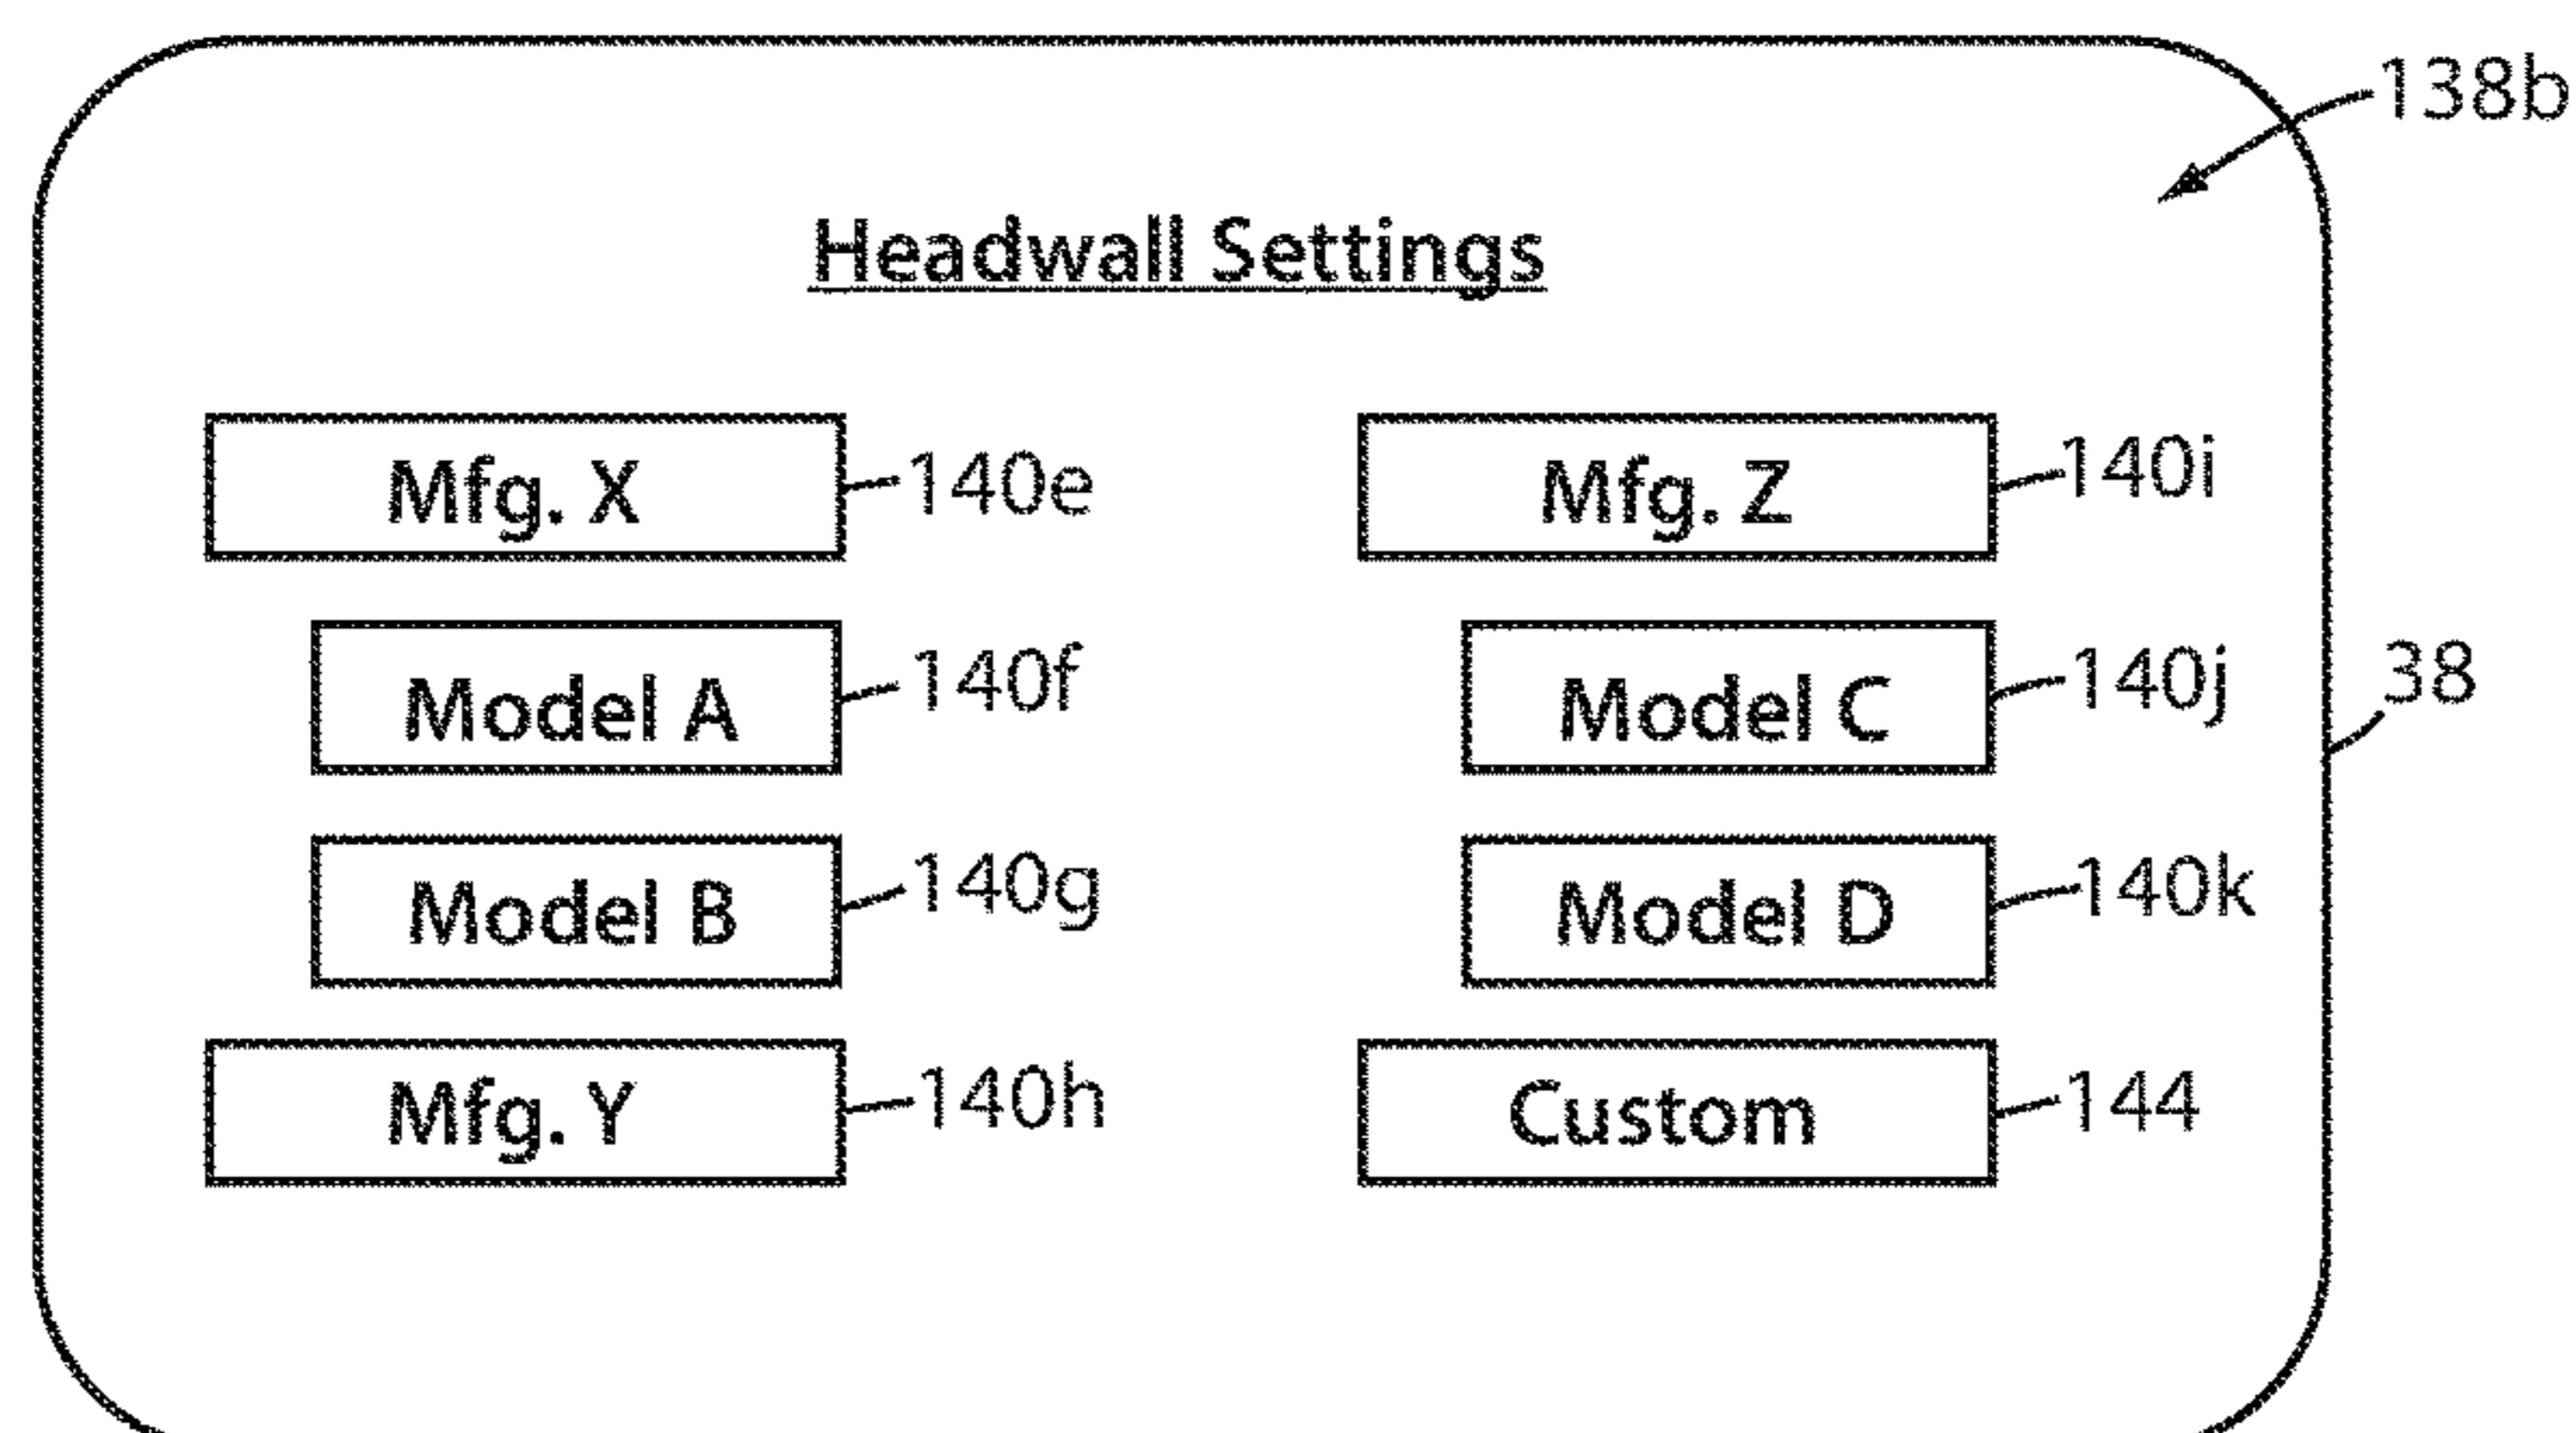 138b
Headwall Settings
Mfg. X 140e
Mfg. Z 140i
Model A 140f
Model C 140j
38
Model B 140g
Model D 140k
Mfg. Y 140h
Custom 144